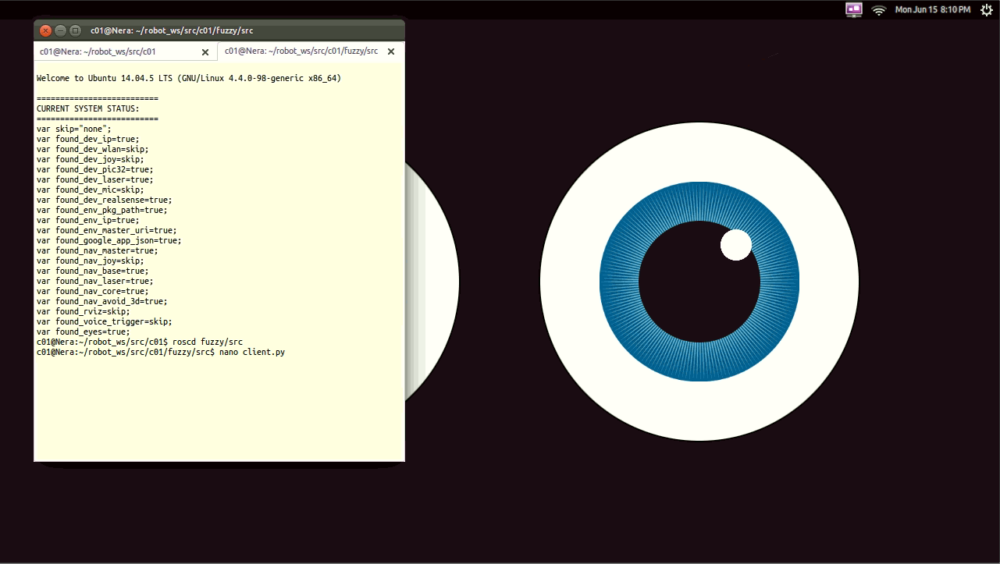 Mon Jun 15 8:10 PM
c01@Nera: ~/robot_ws/src/c01/fuzzy/src
c01@Nera: ~/robot_ws/src/c01
c01@Nera: ~/robot_ws/src/c01/fuzzy/src
Welcome to Ubuntu 14.04.5 LTS (GNU/Linux 4.4.0-98-generic x86_64)
==========================
CURRENT SYSTEM STATUS:
==========================
var skip="none";
var found_dev_ip=true;
var found_dev_wlan=skip;
var found_dev_joy=skip;
var found_dev_pic32=true;
var found_dev_laser=true;
var found_dev_mic=skip;
var found_dev_realsense=true;
var found_env_pkg_path=true;
var found_env_ip=true;
var found_env_master_uri=true;
var found_google_app_json=true;
var found_nav_master=true;
var found_nav_joy=skip;
var found_nav_base=true;
var found_nav_laser=true;
var found_nav_core=true;
var found_nav_avoid_3d=true;
var found_rviz=skip;
var found_voice_trigger=skip;
var found_eyes=true;
c01@Nera:~/robot_ws/src/c01$ roscd fuzzy/src
c01@Nera:~/robot_ws/src/c01/fuzzy/src$ nano client.py